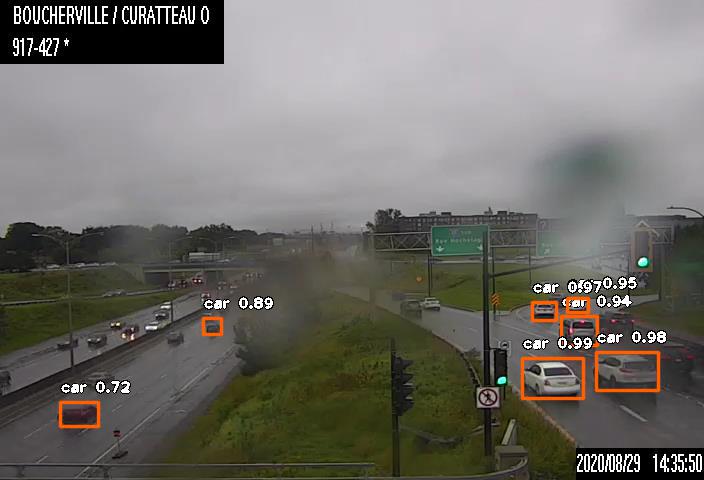 BOUCHERVILLE / CURATTEAU O
917-427 *
car 0.89
car 0.97
0.95
car 0.94
car 0.99
car 0.98
car 0.72
2020/08/29 14:35:50